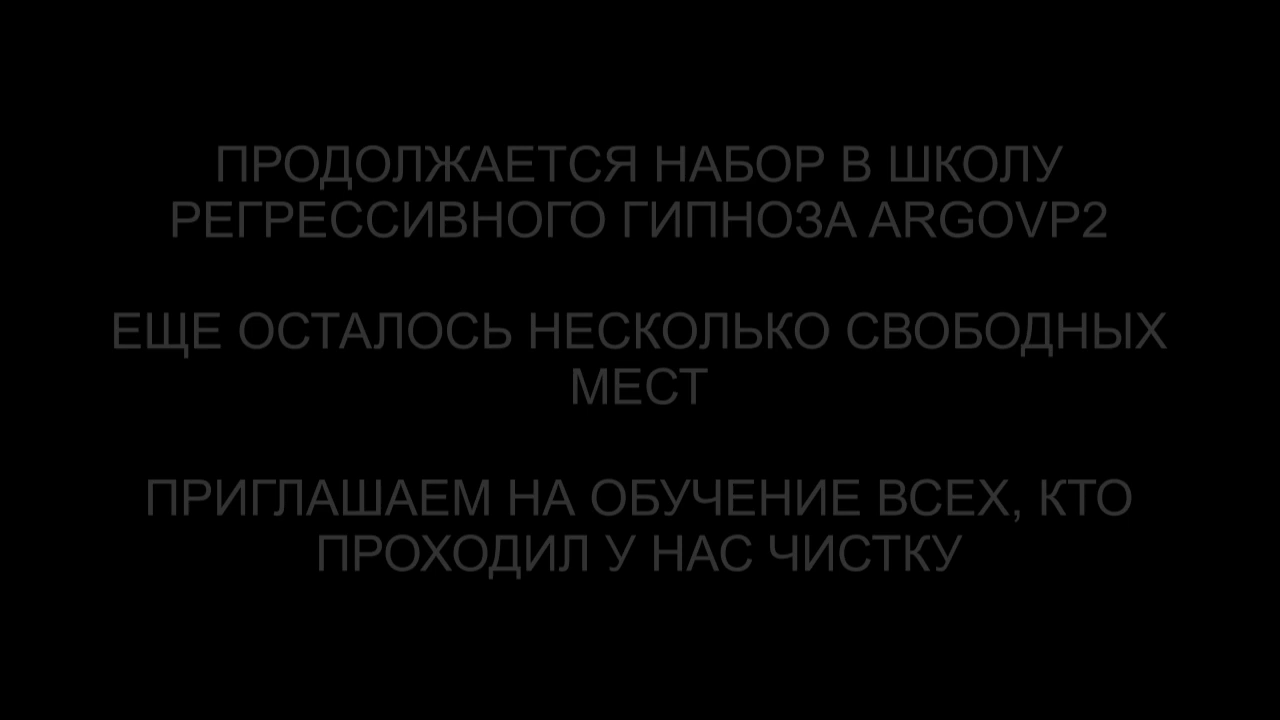 ПРОДОЛЖАЕТСЯ НАБОР В ШКОЛУ
РЕГРЕССИВНОГО ГИПНОЗА ARGOVP2
ЕЩЕ ОСТАЛОСЬ НЕСКОЛЬКО СВОБОДНЫХ
МЕСТ
ПРИГЛАШАЕМ НА ОБУЧЕНИЕ ВСЕХ, КТО
ПРОХОДИЛ У НАС ЧИСТКУ